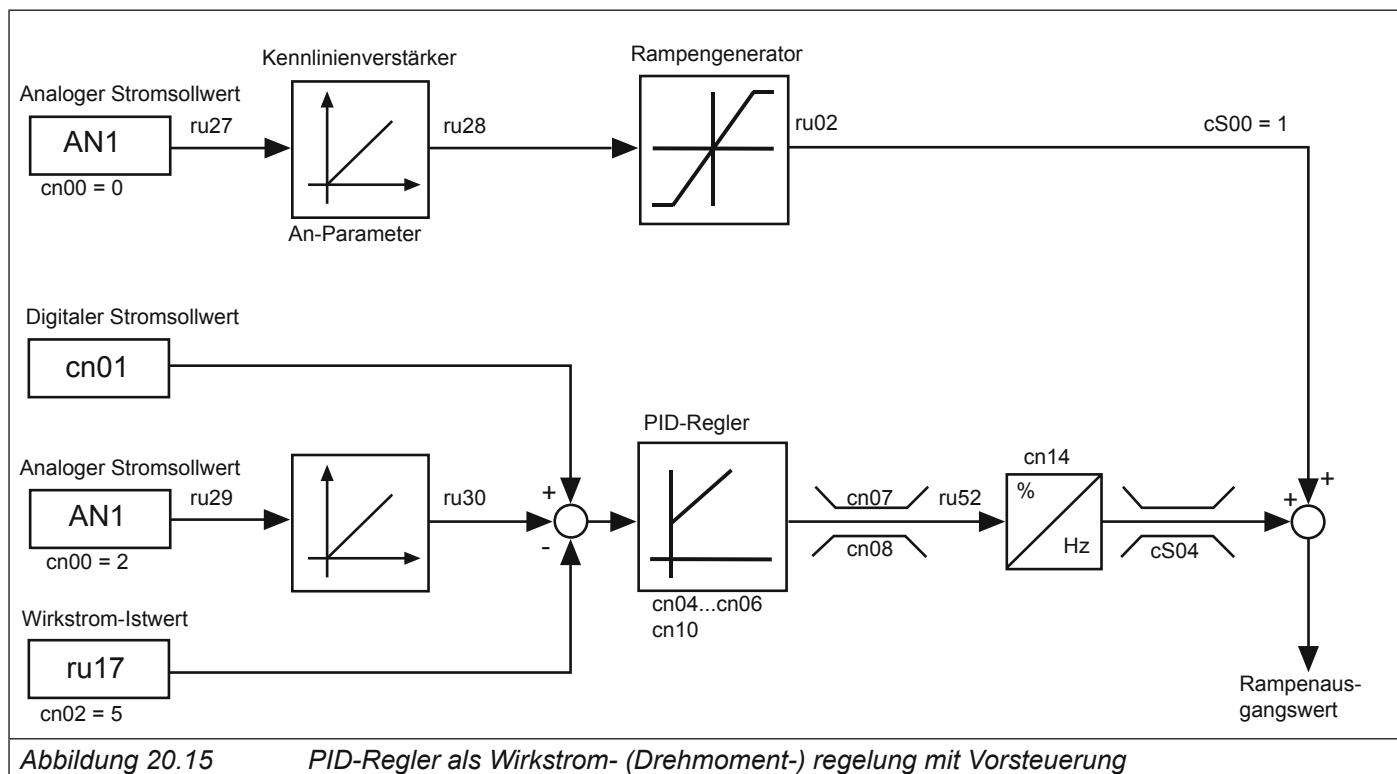 Kennlinienverstärker
Rampengenerator
Analoger Stromsollwert
AN1
ru27
ru28
ru02
cS00 = 1
cn00 = 0
An-Parameter
Digitaler Stromsollwert
cn01
PID-Regler
Analoger Stromsollwert
AN1
ru29
ru30
+
-
cn07
cn08
ru52
cn14
%
Hz
cS04
+
+
cn00 = 2
cn04...cn06
cn10
Wirkstrom-Istwert
ru17
cn02 = 5
Rampenaus-
gangswert
Abbildung 20.15 PID-Regler als Wirkstrom- (Drehmoment-) regelung mit Vorsteuerung